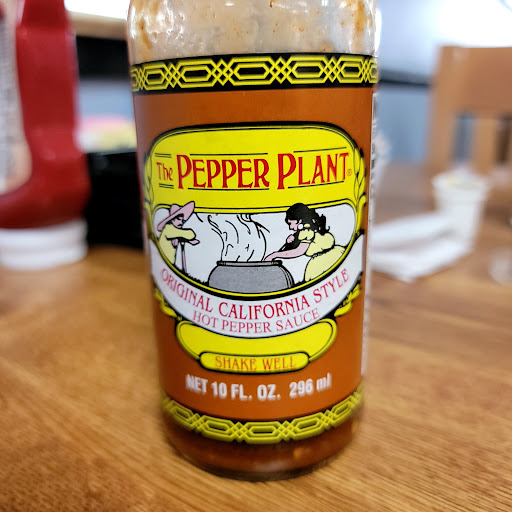 The PEPPER PLANT®
ORIGINAL CALIFORNIA STYLE
HOT PEPPER SAUCE
SHAKE WELL
NET 10 FL. OZ. 296 ml